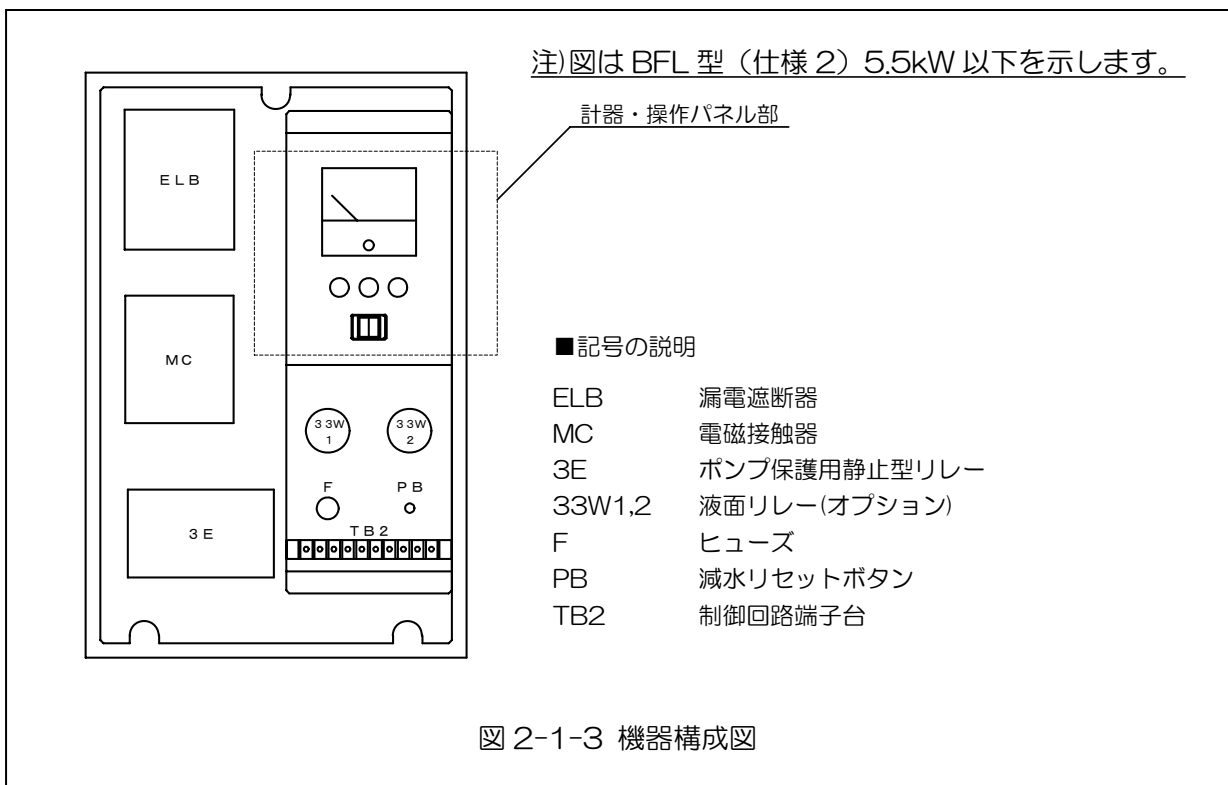 注)図は BFL 型（仕様 2）5.5kW 以下を示します。
計器・操作パネル部
ELB
MC
3E
33W
1
33W
2
F
PB
TB2
■記号の説明
ELB 漏電遮断器
MC 電磁接触器
3E ポンプ保護用静止型リレー
33W1,2 液面リレー(オプション)
F ヒューズ
PB 減水リセットボタン
TB2 制御回路端子台
図 2-1-3 機器構成図